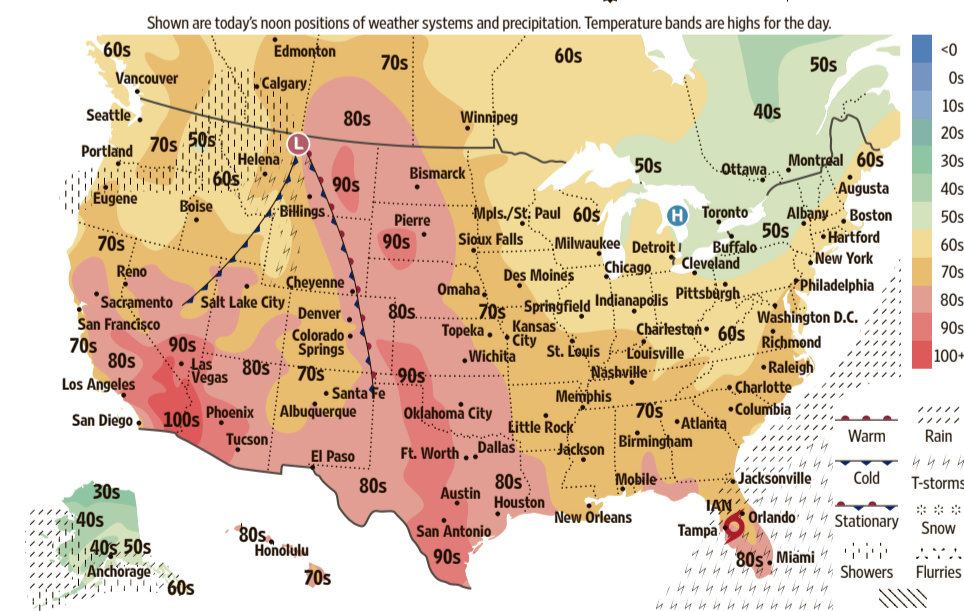 Shown are today's noon positions of weather systems and precipitation. Temperature bands are highs for the day.
60s
Edmonton
70s
60s
50s
<0
0s
10s
20s
30s
40s
50s
60s
70s
80s
90s
100+
Vancouver
Calgary
40s
Seattle
80s
Winnipeg
70s
50s
Portland
Helena
L
50s
Ottawa
Montreal
60s
60s
90s
Bismarck
Augusta
Eugene
Boise
Billings
Pierre
Mpls./St. Paul
60s
H
Toronto
Albany
Boston
70s
90s
Sioux Falls
Milwaukee
Detroit
Buffalo
50s
Hartford
Reno
Chicago
Cleveland
New York
Sacramento
Salt Lake City
Cheyenne
Omaha
Des Moines
Indianapolis
Pittsburgh
Philadelphia
San Francisco
Denver
80s
70s
Springfield
Charleston
60s
Washington D.C.
70s
90s
Colorado
Springs
Topeka
Kansas
City
St. Louis
Louisville
Richmond
80s
Las
Vegas
80s
70s
Wichita
Nashville
Raleigh
Los Angeles
Santa Fe
90s
Memphis
Charlotte
San Diego
100s
Phoenix
Albuquerque
Oklahoma City
Little Rock
70s
Atlanta
Columbia
Tucson
Ft. Worth
Dallas
Jackson
Birmingham
El Paso
80s
80s
Mobile
Jacksonville
Austin
Houston
New Orleans
IAN
Orlando
San Antonio
Tampa
90s
80s
Miami
30s
40s
40s
50s
Anchorage
60s
80s
Honolulu
70s
Warm
Rain
Cold
T-storms
Stationary
Snow
Showers
Flurries